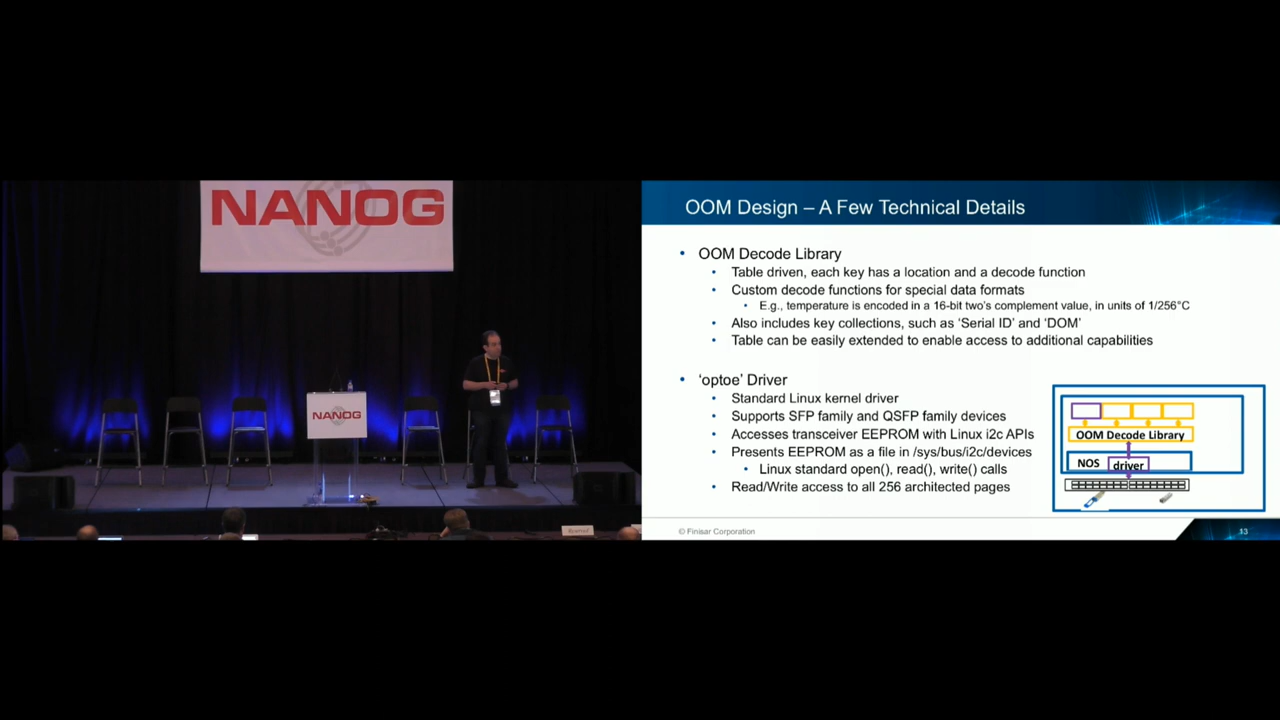 NANOG
NANOG
OOM Design – A Few Technical Details
• OOM Decode Library
• Table driven, each key has a location and a decode function
• Custom decode functions for special data formats
• E.g., temperature is encoded in a 16-bit two's complement value, in units of 1/256°C
• Also includes key collections, such as 'Serial ID' and 'DOM'
• Table can be easily extended to enable access to additional capabilities
• 'optoe' Driver
• Standard Linux kernel driver
• Supports SFP family and QSFP family devices
• Accesses transceiver EEPROM with Linux i2c APIs
• Presents EEPROM as a file in /sys/bus/i2c/devices
• Linux standard open(), read(), write() calls
• Read/Write access to all 256 architected pages
OOM Decode Library
NOS
driver
© Finisar Corporation
13